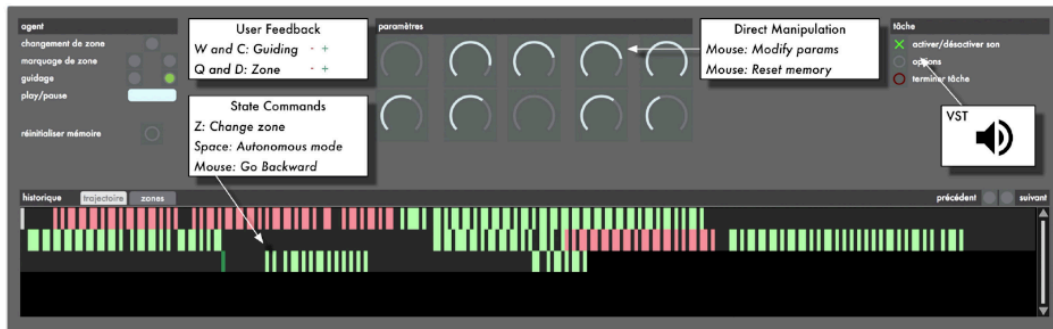 agent
changement de zone
marquage de zone
guidage
play/pause
réinitialiser mémoire
User Feedback
W and C: Guiding - +
Q and D: Zone - +
State Commands
Z: Change zone
Space: Autonomous mode
Mouse: Go Backward
paramètres
Direct Manipulation
Mouse: Modify params
Mouse: Reset memory
tâche
activer/désactiver son
options
terminer tâche
VST
historique
trajectoire
zones
précédent
suivant